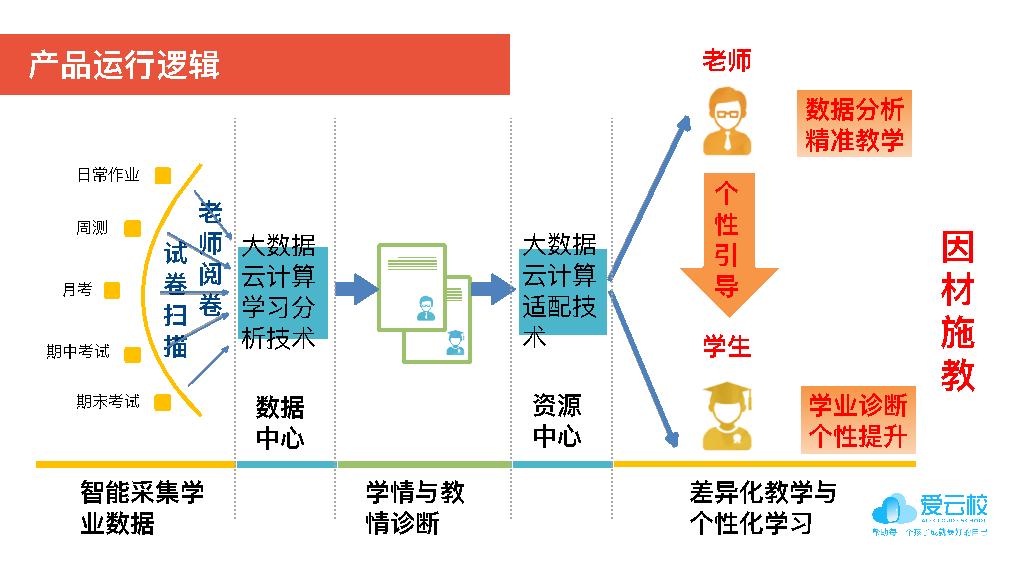 产品运行逻辑
日常作业
周测
月考
期中考试
期末考试
试卷扫描
老师阅卷
大数据
云计算
学习分
析技术
数据
中心
大数据
云计算
适配技
术
资源
中心
老师
数据分析
精准教学
个性引导
学生
学业诊断
个性提升
因材施教
智能采集学
业数据
学情与教
情诊断
差异化教学与
个性化学习
爱云校